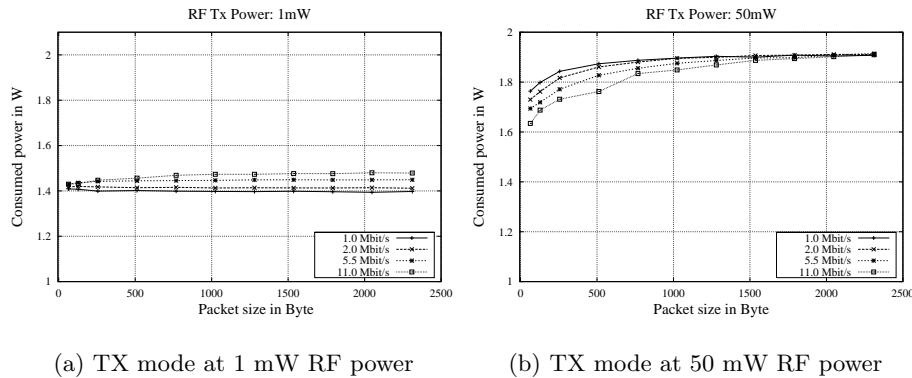 RF Tx Power: 1mW
Consumed power in W
2
1.8
1.6
1.4
1.2
1
0 500 1000 1500 2000 2500
Packet size in Byte
1.0 Mbit/s
2.0 Mbit/s
5.5 Mbit/s
11.0 Mbit/s
(a) TX mode at 1 mW RF power
RF Tx Power: 50mW
Consumed power in W
2
1.8
1.6
1.4
1.2
1
0 500 1000 1500 2000 2500
Packet size in Byte
1.0 Mbit/s
2.0 Mbit/s
5.5 Mbit/s
11.0 Mbit/s
(b) TX mode at 50 mW RF power